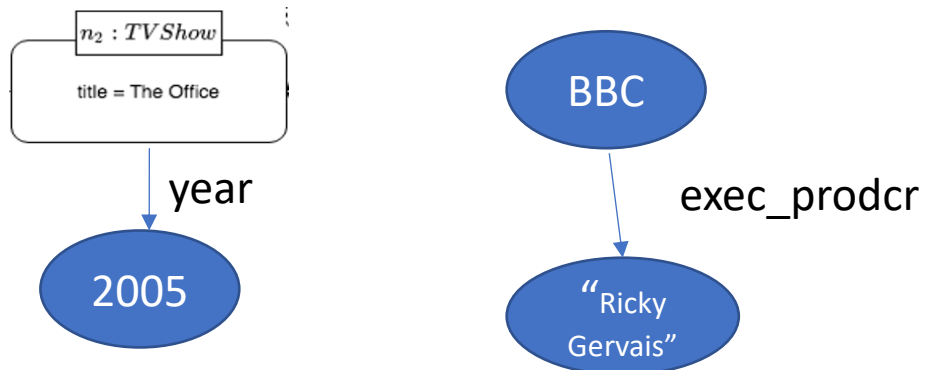 n₂ : TVShow
title = The Office
year
2005
BBC
exec_prodcr
“Ricky
Gervais”